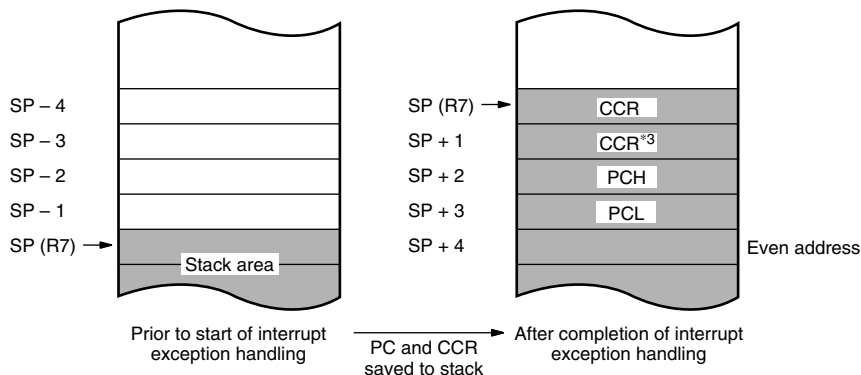 SP – 4
SP – 3
SP – 2
SP – 1
SP (R7)
Stack area
SP (R7)
SP + 1
SP + 2
SP + 3
SP + 4
CCR
CCR*3
PCH
PCL
Even address
Prior to start of interrupt
exception handling
PC and CCR
saved to stack
After completion of interrupt
exception handling